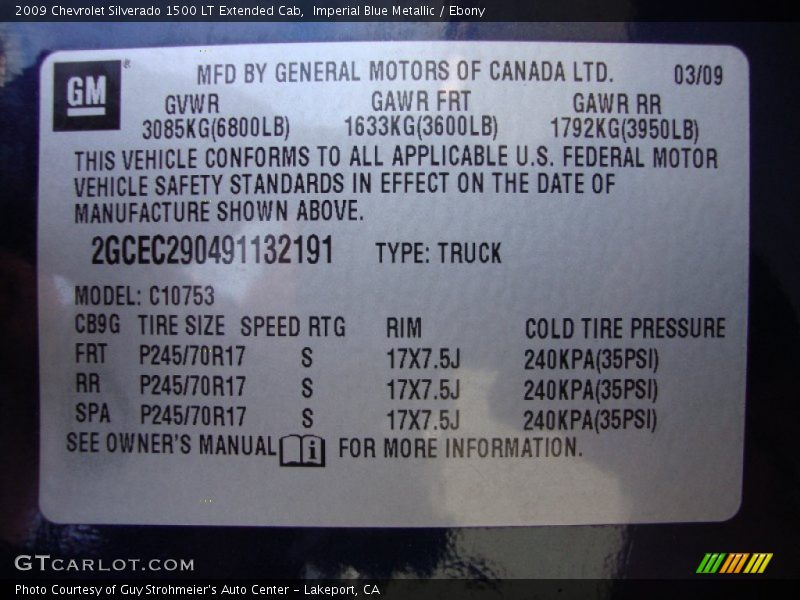 2009 Chevrolet Silverado 1500 LT Extended Cab,  Imperial Blue Metallic / Ebony
GM ®
MFD BY GENERAL MOTORS OF CANADA LTD. 03/09
GVWR GAWR FRT GAWR RR
3085KG(6800LB) 1633KG(3600LB) 1792KG(3950LB)
THIS VEHICLE CONFORMS TO ALL APPLICABLE U.S. FEDERAL MOTOR
VEHICLE SAFETY STANDARDS IN EFFECT ON THE DATE OF
MANUFACTURE SHOWN ABOVE.
2GCEC290491132191 TYPE: TRUCK
MODEL: C10753
CB9G TIRE SIZE SPEED RTG RIM COLD TIRE PRESSURE
FRT P245/70R17 S 17X7.5J 240KPA(35PSI)
RR P245/70R17 S 17X7.5J 240KPA(35PSI)
SPA P245/70R17 S 17X7.5J 240KPA(35PSI)
SEE OWNER'S MANUAL i FOR MORE INFORMATION.
GTCARLOT.COM
Photo Courtesy of Guy Strohmeier's Auto Center - Lakeport, CA